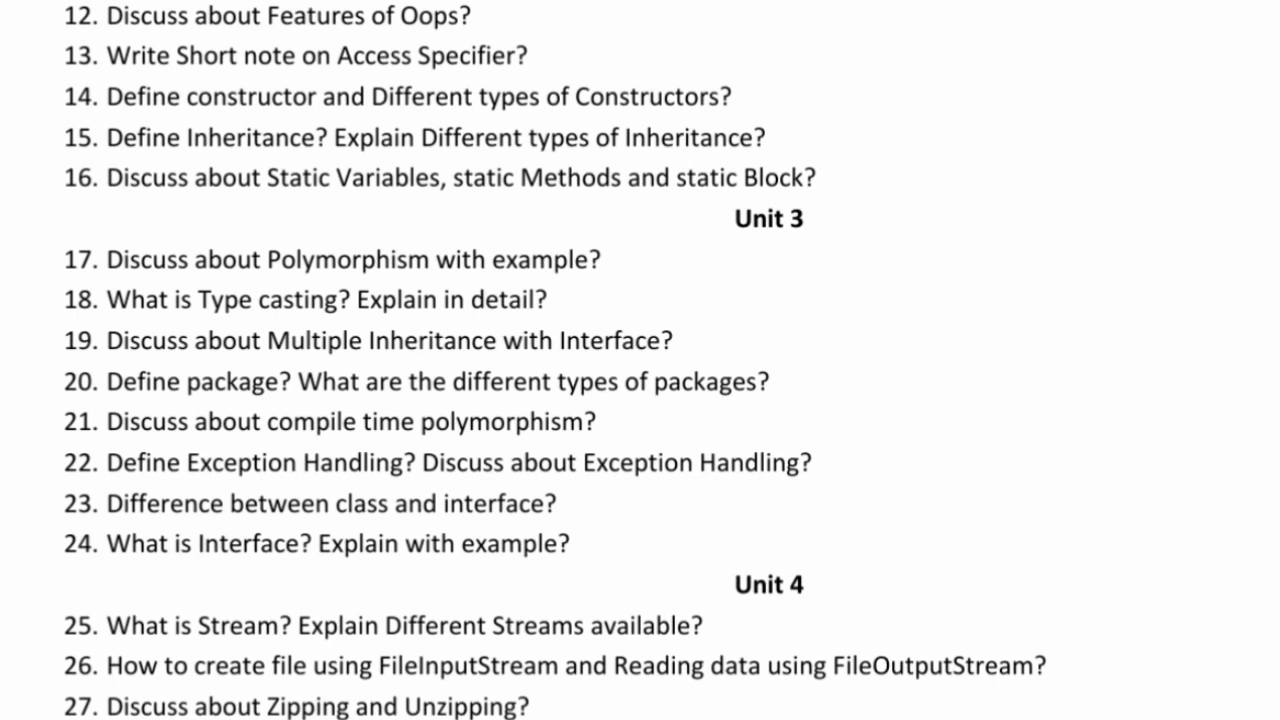 12. Discuss about Features of Oops?
13. Write Short note on Access Specifier?
14. Define constructor and Different types of Constructors?
15. Define Inheritance? Explain Different types of Inheritance?
16. Discuss about Static Variables, static Methods and static Block?
Unit 3
17. Discuss about Polymorphism with example?
18. What is Type casting? Explain in detail?
19. Discuss about Multiple Inheritance with Interface?
20. Define package? What are the different types of packages?
21. Discuss about compile time polymorphism?
22. Define Exception Handling? Discuss about Exception Handling?
23. Difference between class and interface?
24. What is Interface? Explain with example?
Unit 4
25. What is Stream? Explain Different Streams available?
26. How to create file using FileInputStream and Reading data using FileOutputStream?
27. Discuss about Zipping and Unzipping?